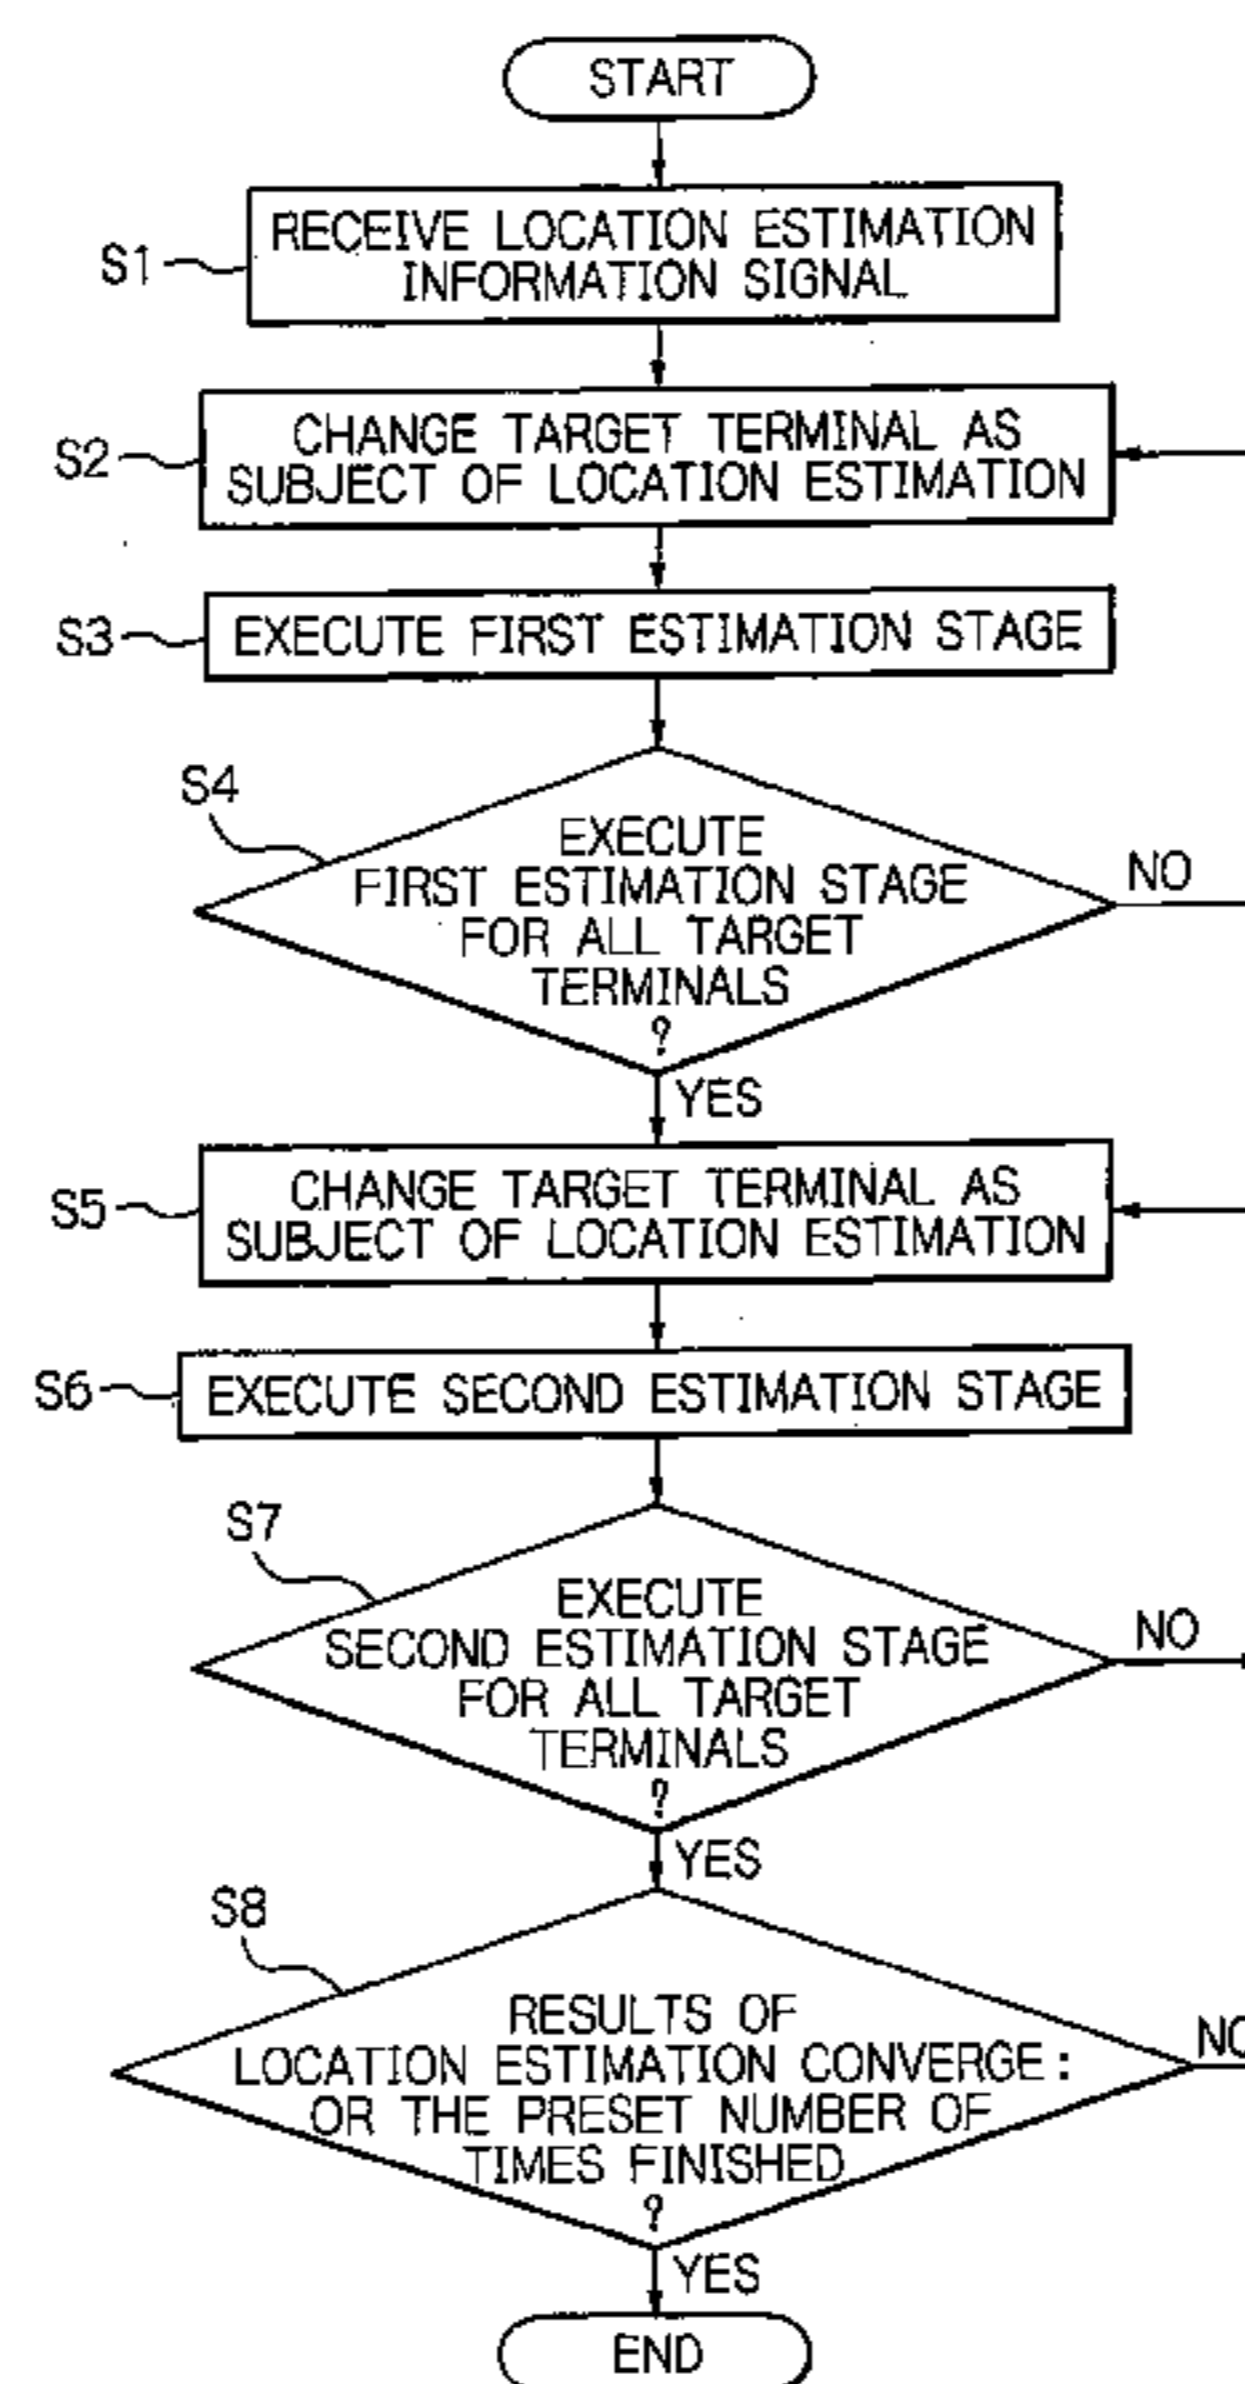 START
S1
RECEIVE LOCATION ESTIMATION
INFORMATION SIGNAL
S2
CHANGE TARGET TERMINAL AS
SUBJECT OF LOCATION ESTIMATION
S3
EXECUTE FIRST ESTIMATION STAGE
S4
EXECUTE
FIRST ESTIMATION STAGE
FOR ALL TARGET
TERMINALS
?
NO
YES
S5
CHANGE TARGET TERMINAL AS
SUBJECT OF LOCATION ESTIMATION
S6
EXECUTE SECOND ESTIMATION STAGE
S7
EXECUTE
SECOND ESTIMATION STAGE
FOR ALL TARGET
TERMINALS
?
NO
YES
S8
RESULTS OF
LOCATION ESTIMATION CONVERGE:
OR THE PRESET NUMBER OF
TIMES FINISHED
?
NO
YES
END